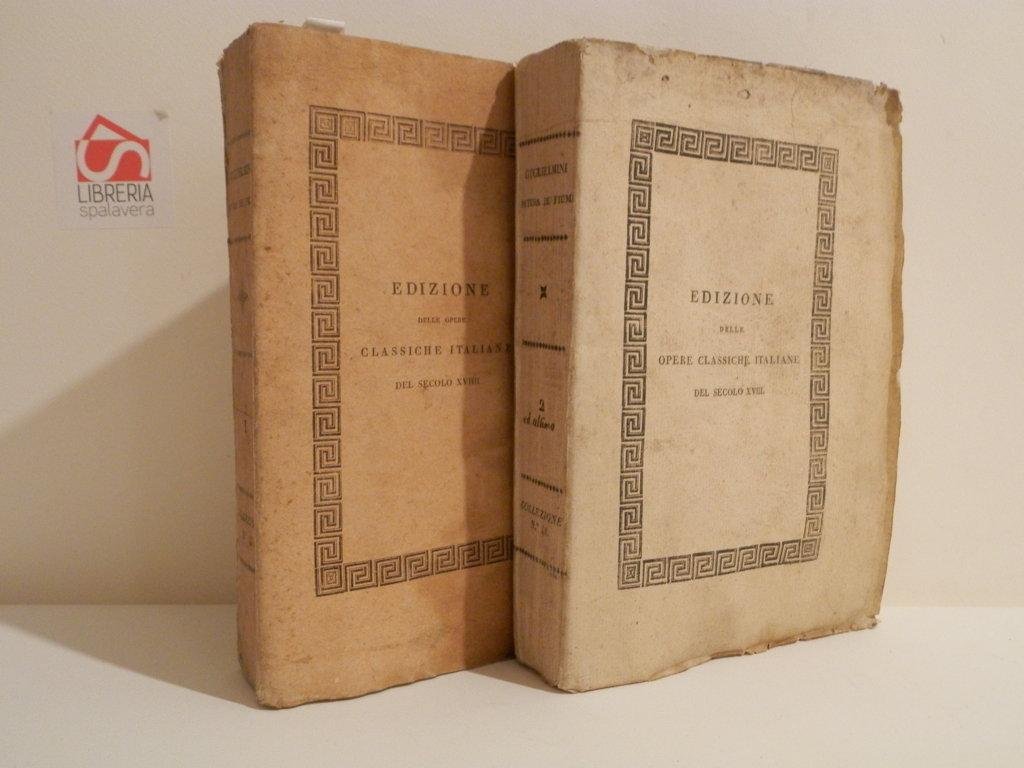 LIBRERIA
spalavera
EDIZIONE
DELLE OPERE
CLASSICHE ITALIANE
DEL SECOLO XVIII
GUGLIELMINI
DE' FIUMI
2
ed ultimo
COLLEZIONE
EDIZIONE
DELLE
OPERE CLASSICHE ITALIANE
DEL SECOLO XVIII.